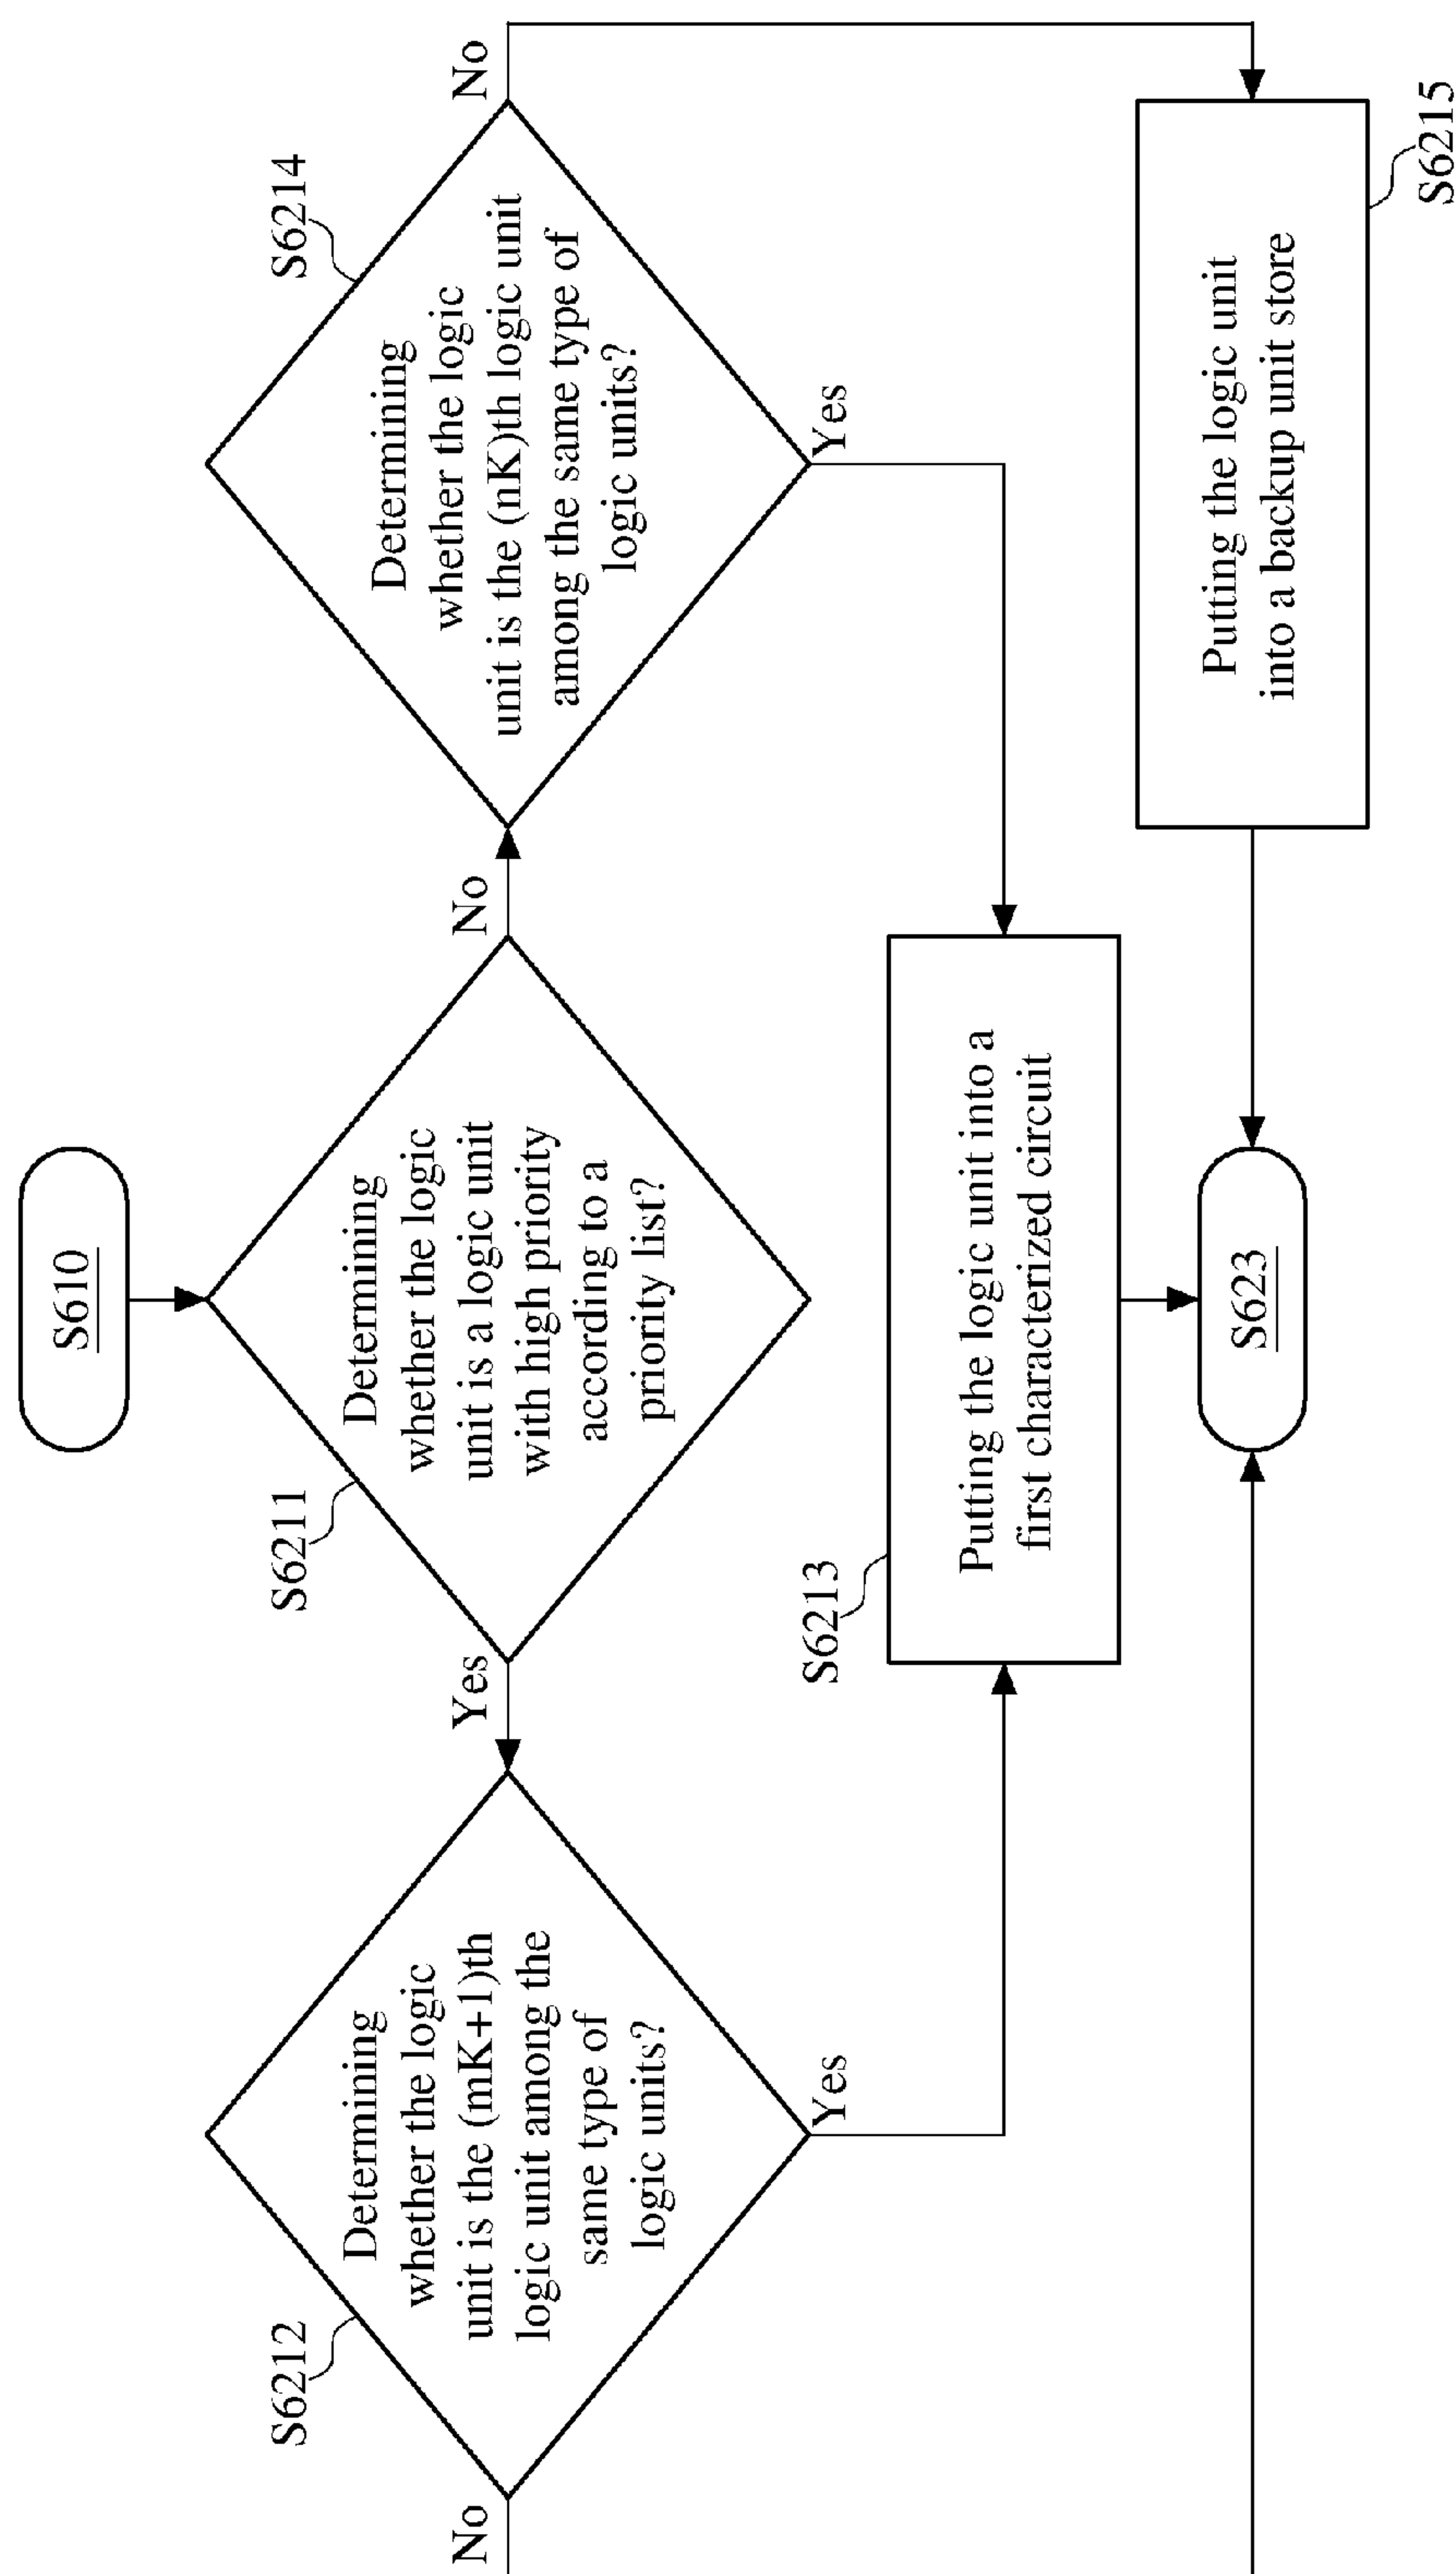 S610
S6211
Determining
whether the logic
unit is a logic unit
with high priority
according to a
priority list?
Yes
No
S6212
Determining
whether the logic
unit is the (mK+1)th
logic unit among the
same type of
logic units?
No
Yes
S6214
Determining
whether the logic
unit is the (nK)th logic unit
among the same type of
logic units?
No
Yes
S6213
Putting the logic unit into a
first characterized circuit
Putting the logic unit
into a backup unit store
S6215
S623